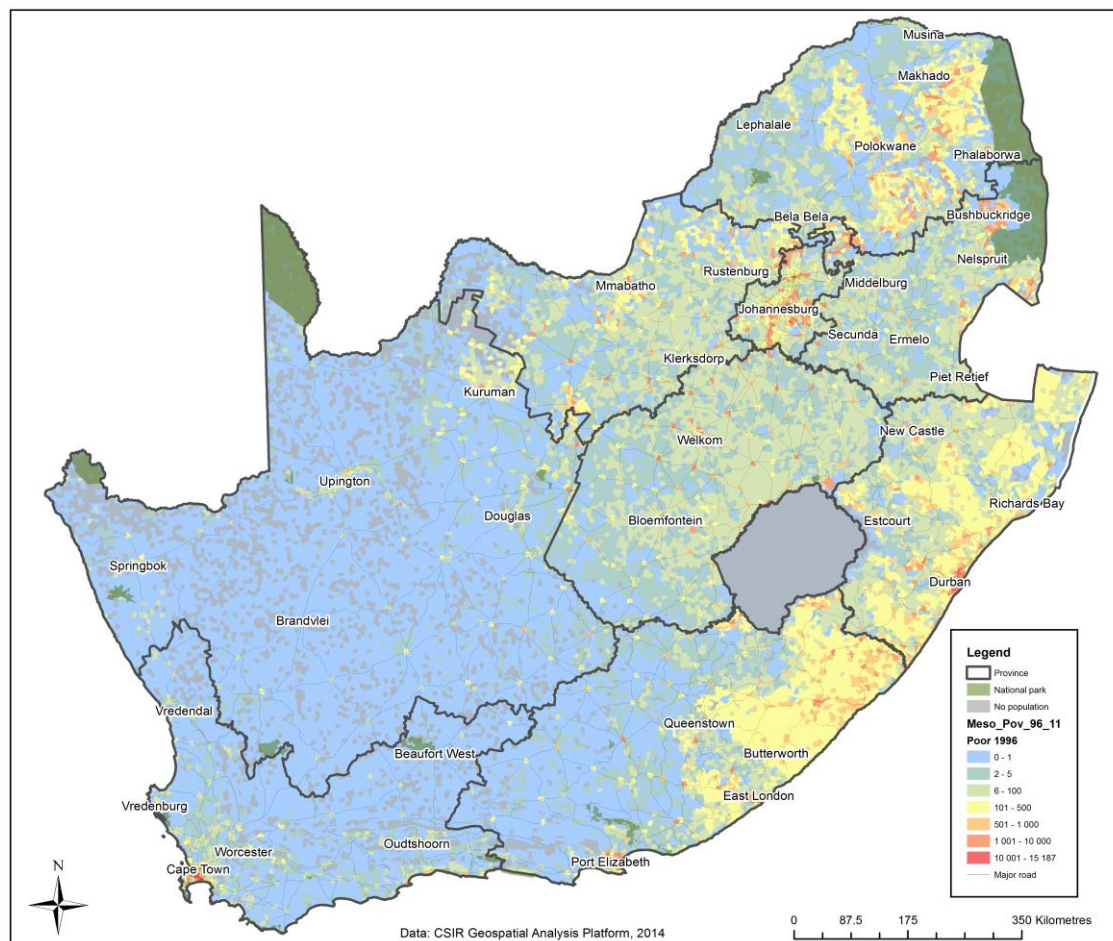 Musina
Makhado
Lephalale
Polokwane
Phalaborwa
Bela Bela
Bushbuckridge
Rustenburg
Nelspruit
Mmabatho
Middelburg
Johannesburg
Secunda
Ermelo
Klerksdorp
Piet Retief
Kuruman
New Castle
Welkom
Upington
Richards Bay
Douglas
Bloemfontein
Estcourt
Springbok
Durban
Brandvlei
Vredendal
Queenstown
Beaufort West
Butterworth
East London
Vredenburg
Oudtshoorn
Worcester
Port Elizabeth
Cape Town
Legend
Province
National park
No population
Meso_Pov_96_11
Poor 1996
0 - 1
2 - 5
6 - 100
101 - 500
501 - 1 000
1 001 - 10 000
10 001 - 15 187
Major road
N
0 87.5 175 350 Kilometres
Data: CSIR Geospatial Analysis Platform, 2014